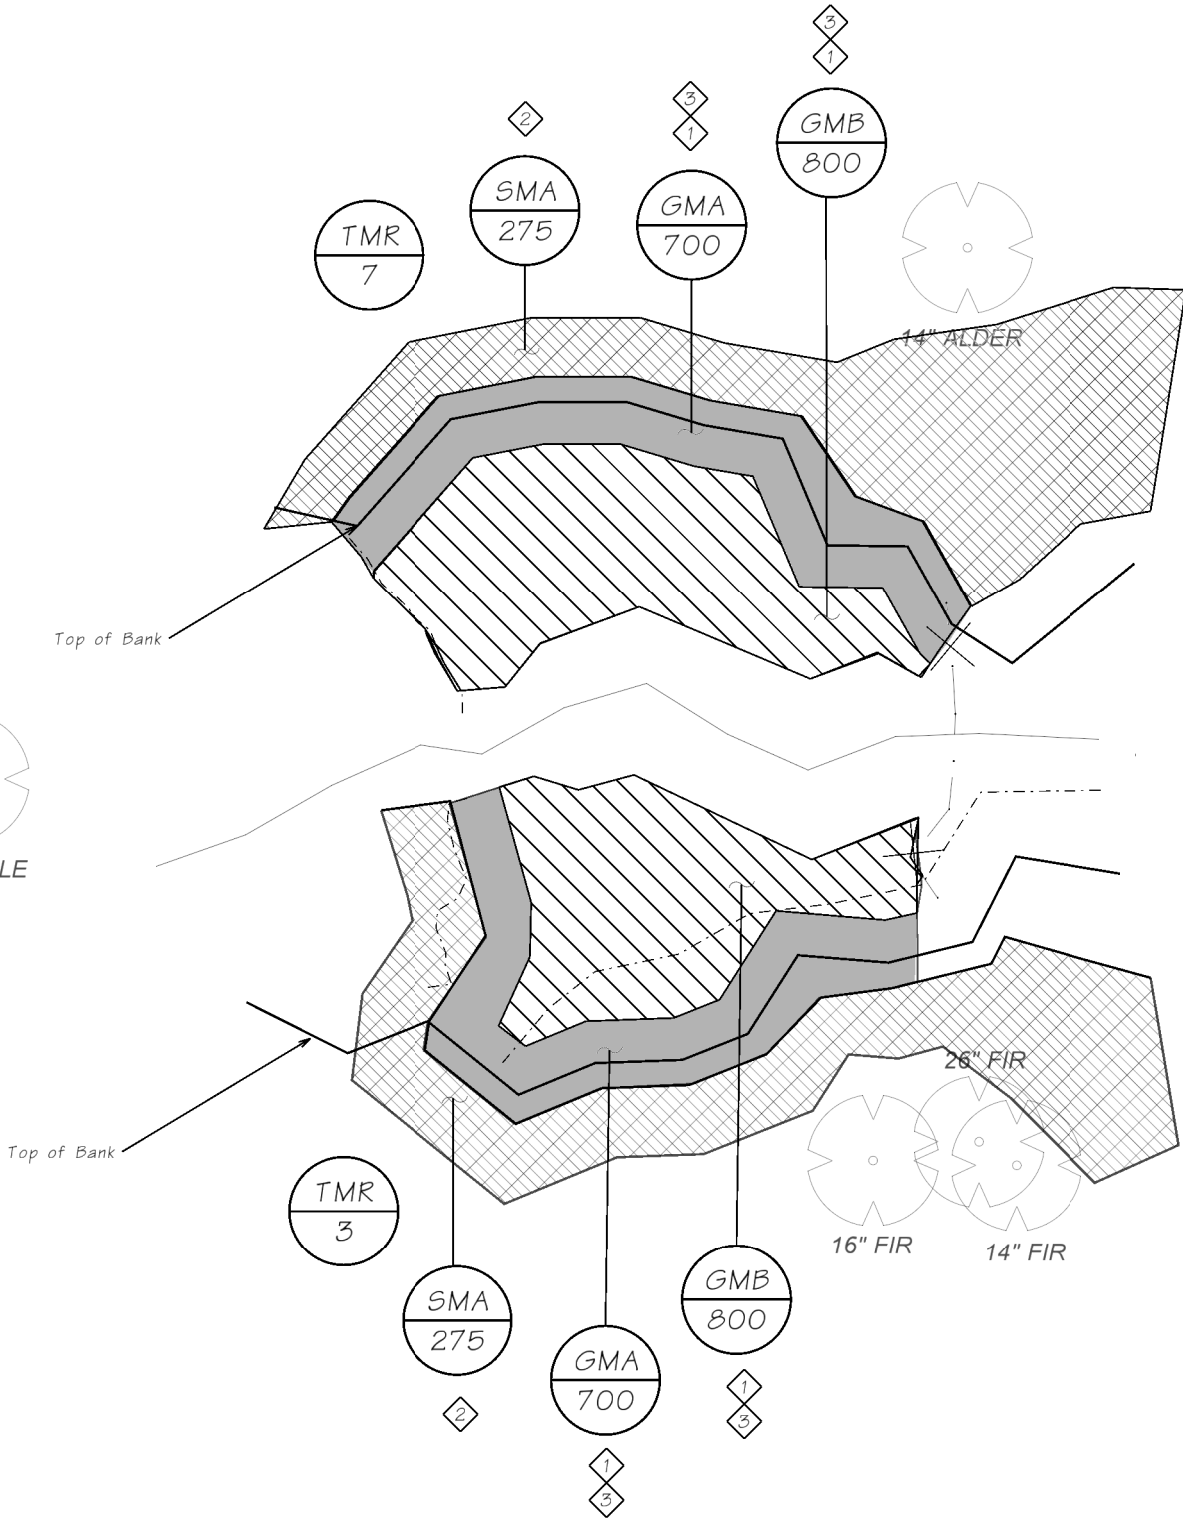 3
1
GMB
800
3
1
GMA
700
2
SMA
275
TMR
7
14" ALDER
Top of Bank
LE
26" FIR
Top of Bank
16" FIR
14" FIR
TMR
3
SMA
275
2
GMA
700
1
3
GMB
800
1
3